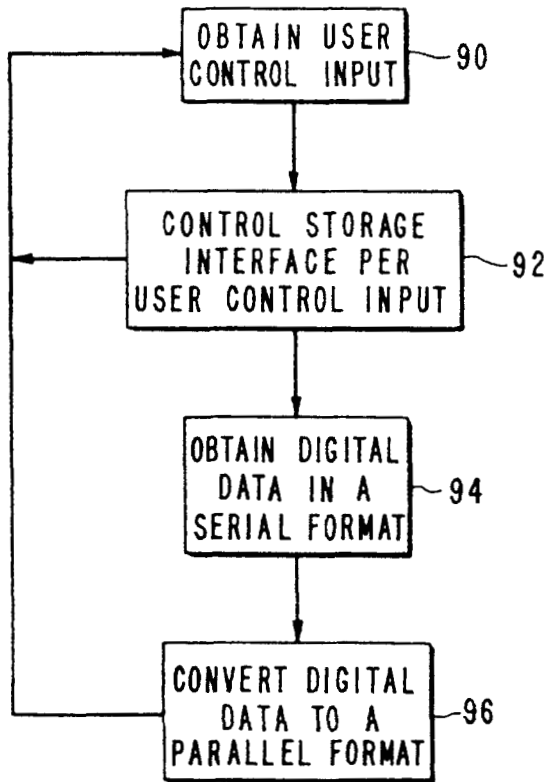 OBTAIN USER
CONTROL INPUT
90
CONTROL STORAGE
INTERFACE PER
USER CONTROL INPUT
92
OBTAIN DIGITAL
DATA IN A
SERIAL FORMAT
94
CONVERT DIGITAL
DATA TO A
PARALLEL FORMAT
96